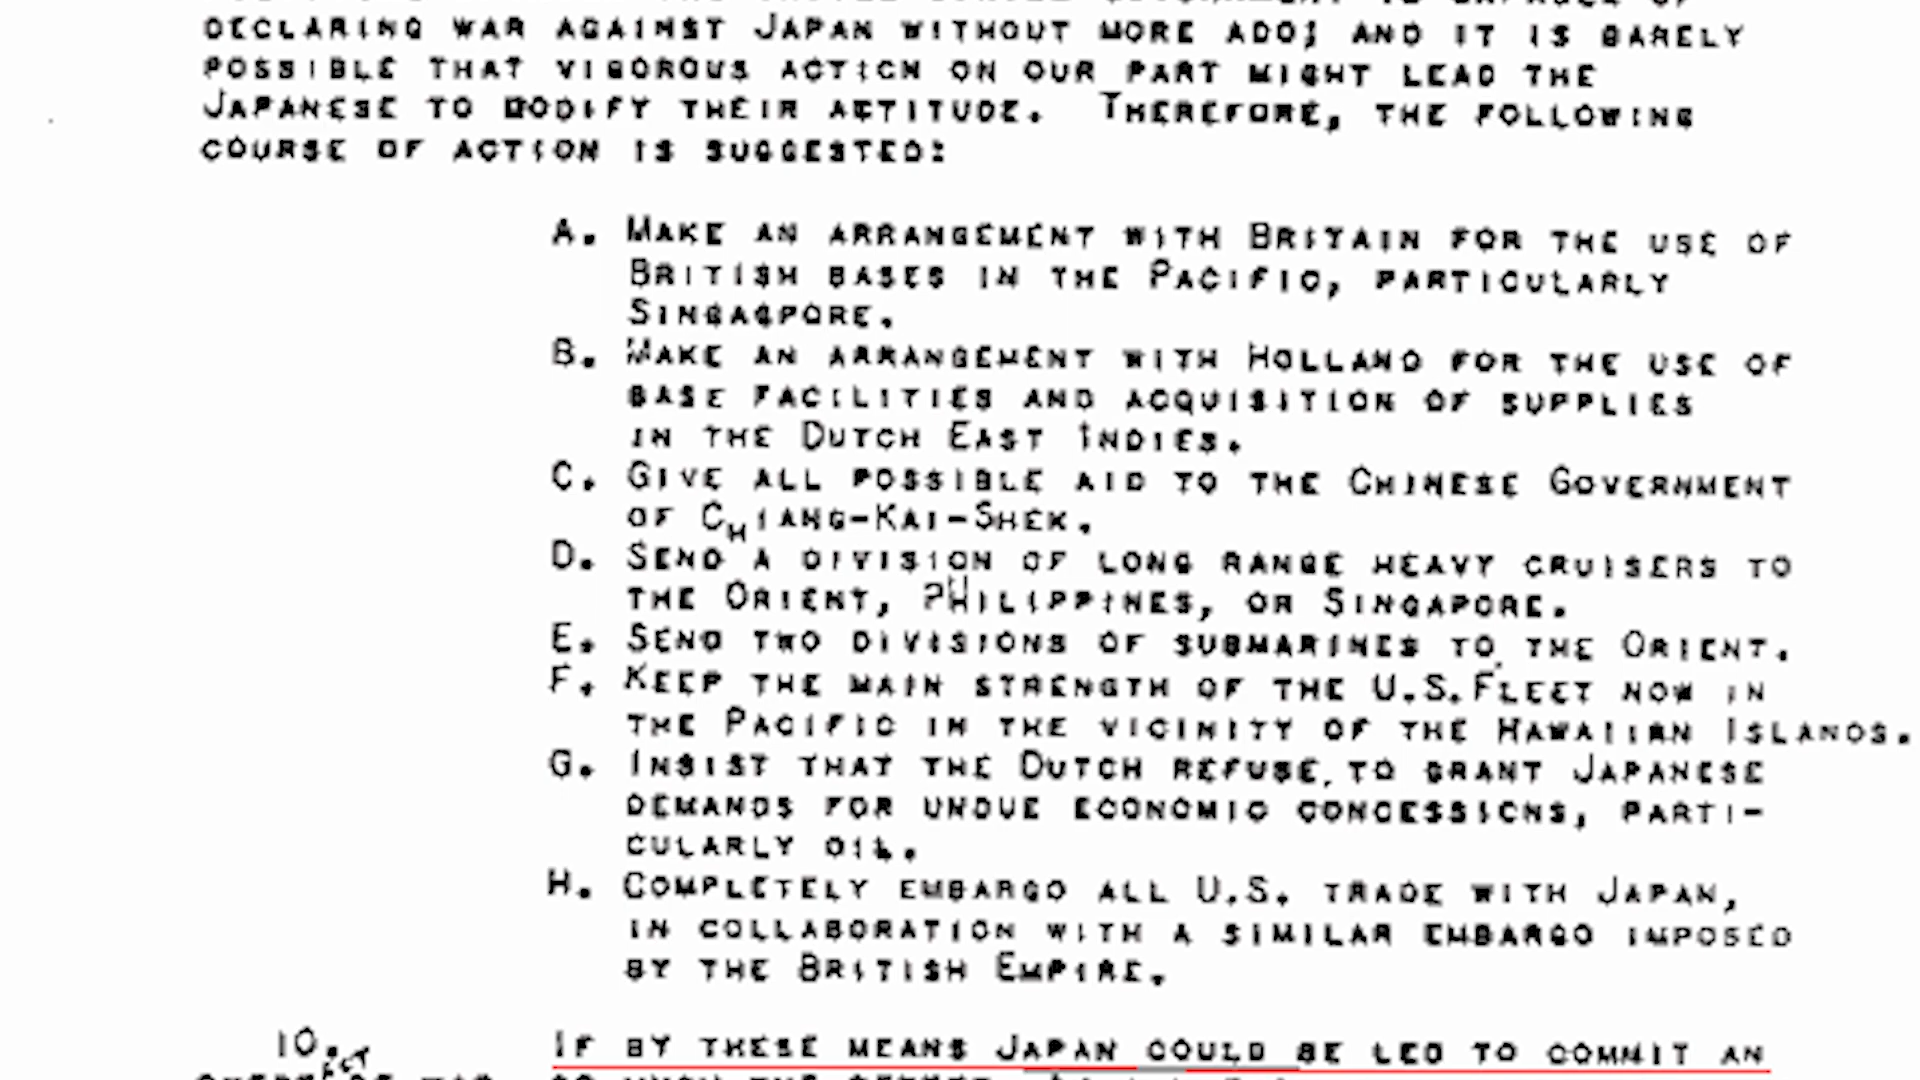 DECLARING WAR AGAINST JAPAN WITHOUT MORE ADO; AND IT IS BARELY
POSSIBLE THAT VIGOROUS ACTION ON OUR PART MIGHT LEAD THE
JAPANESE TO MODIFY THEIR ATTITUDE. THEREFORE, THE FOLLOWING
COURSE OF ACTION IS SUGGESTED:
A. MAKE AN ARRANGEMENT WITH BRITAIN FOR THE USE OF
BRITISH BASES IN THE PACIFIC, PARTICULARLY
SINGAGPORE.
B. MAKE AN ARRANGEMENT WITH HOLLAND FOR THE USE OF
BASE FACILITIES AND ACQUISITION OF SUPPLIES
IN THE DUTCH EAST INDIES.
C. GIVE ALL POSSIBLE AID TO THE CHINESE GOVERNMENT
OF CHIANG-KAI-SHEK.
D. SEND A DIVISION OF LONG RANGE HEAVY CRUISERS TO
THE ORIENT, PHILIPPINES, OR SINGAPORE.
E. SEND TWO DIVISIONS OF SUBMARINES TO THE ORIENT.
F. KEEP THE MAIN STRENGTH OF THE U.S.FLEET NOW IN
THE PACIFIC IN THE VICINITY OF THE HAWAIIAN ISLANDS.
G. INSIST THAT THE DUTCH REFUSE TO GRANT JAPANESE
DEMANDS FOR UNDUE ECONOMIC CONCESSIONS, PARTI-
CULARLY OIL.
H. COMPLETELY EMBARGO ALL U.S. TRADE WITH JAPAN,
IN COLLABORATION WITH A SIMILAR EMBARGO IMPOSED
BY THE BRITISH EMPIRE.
10. IF BY THESE MEANS JAPAN COULD BE LED TO COMMIT AN